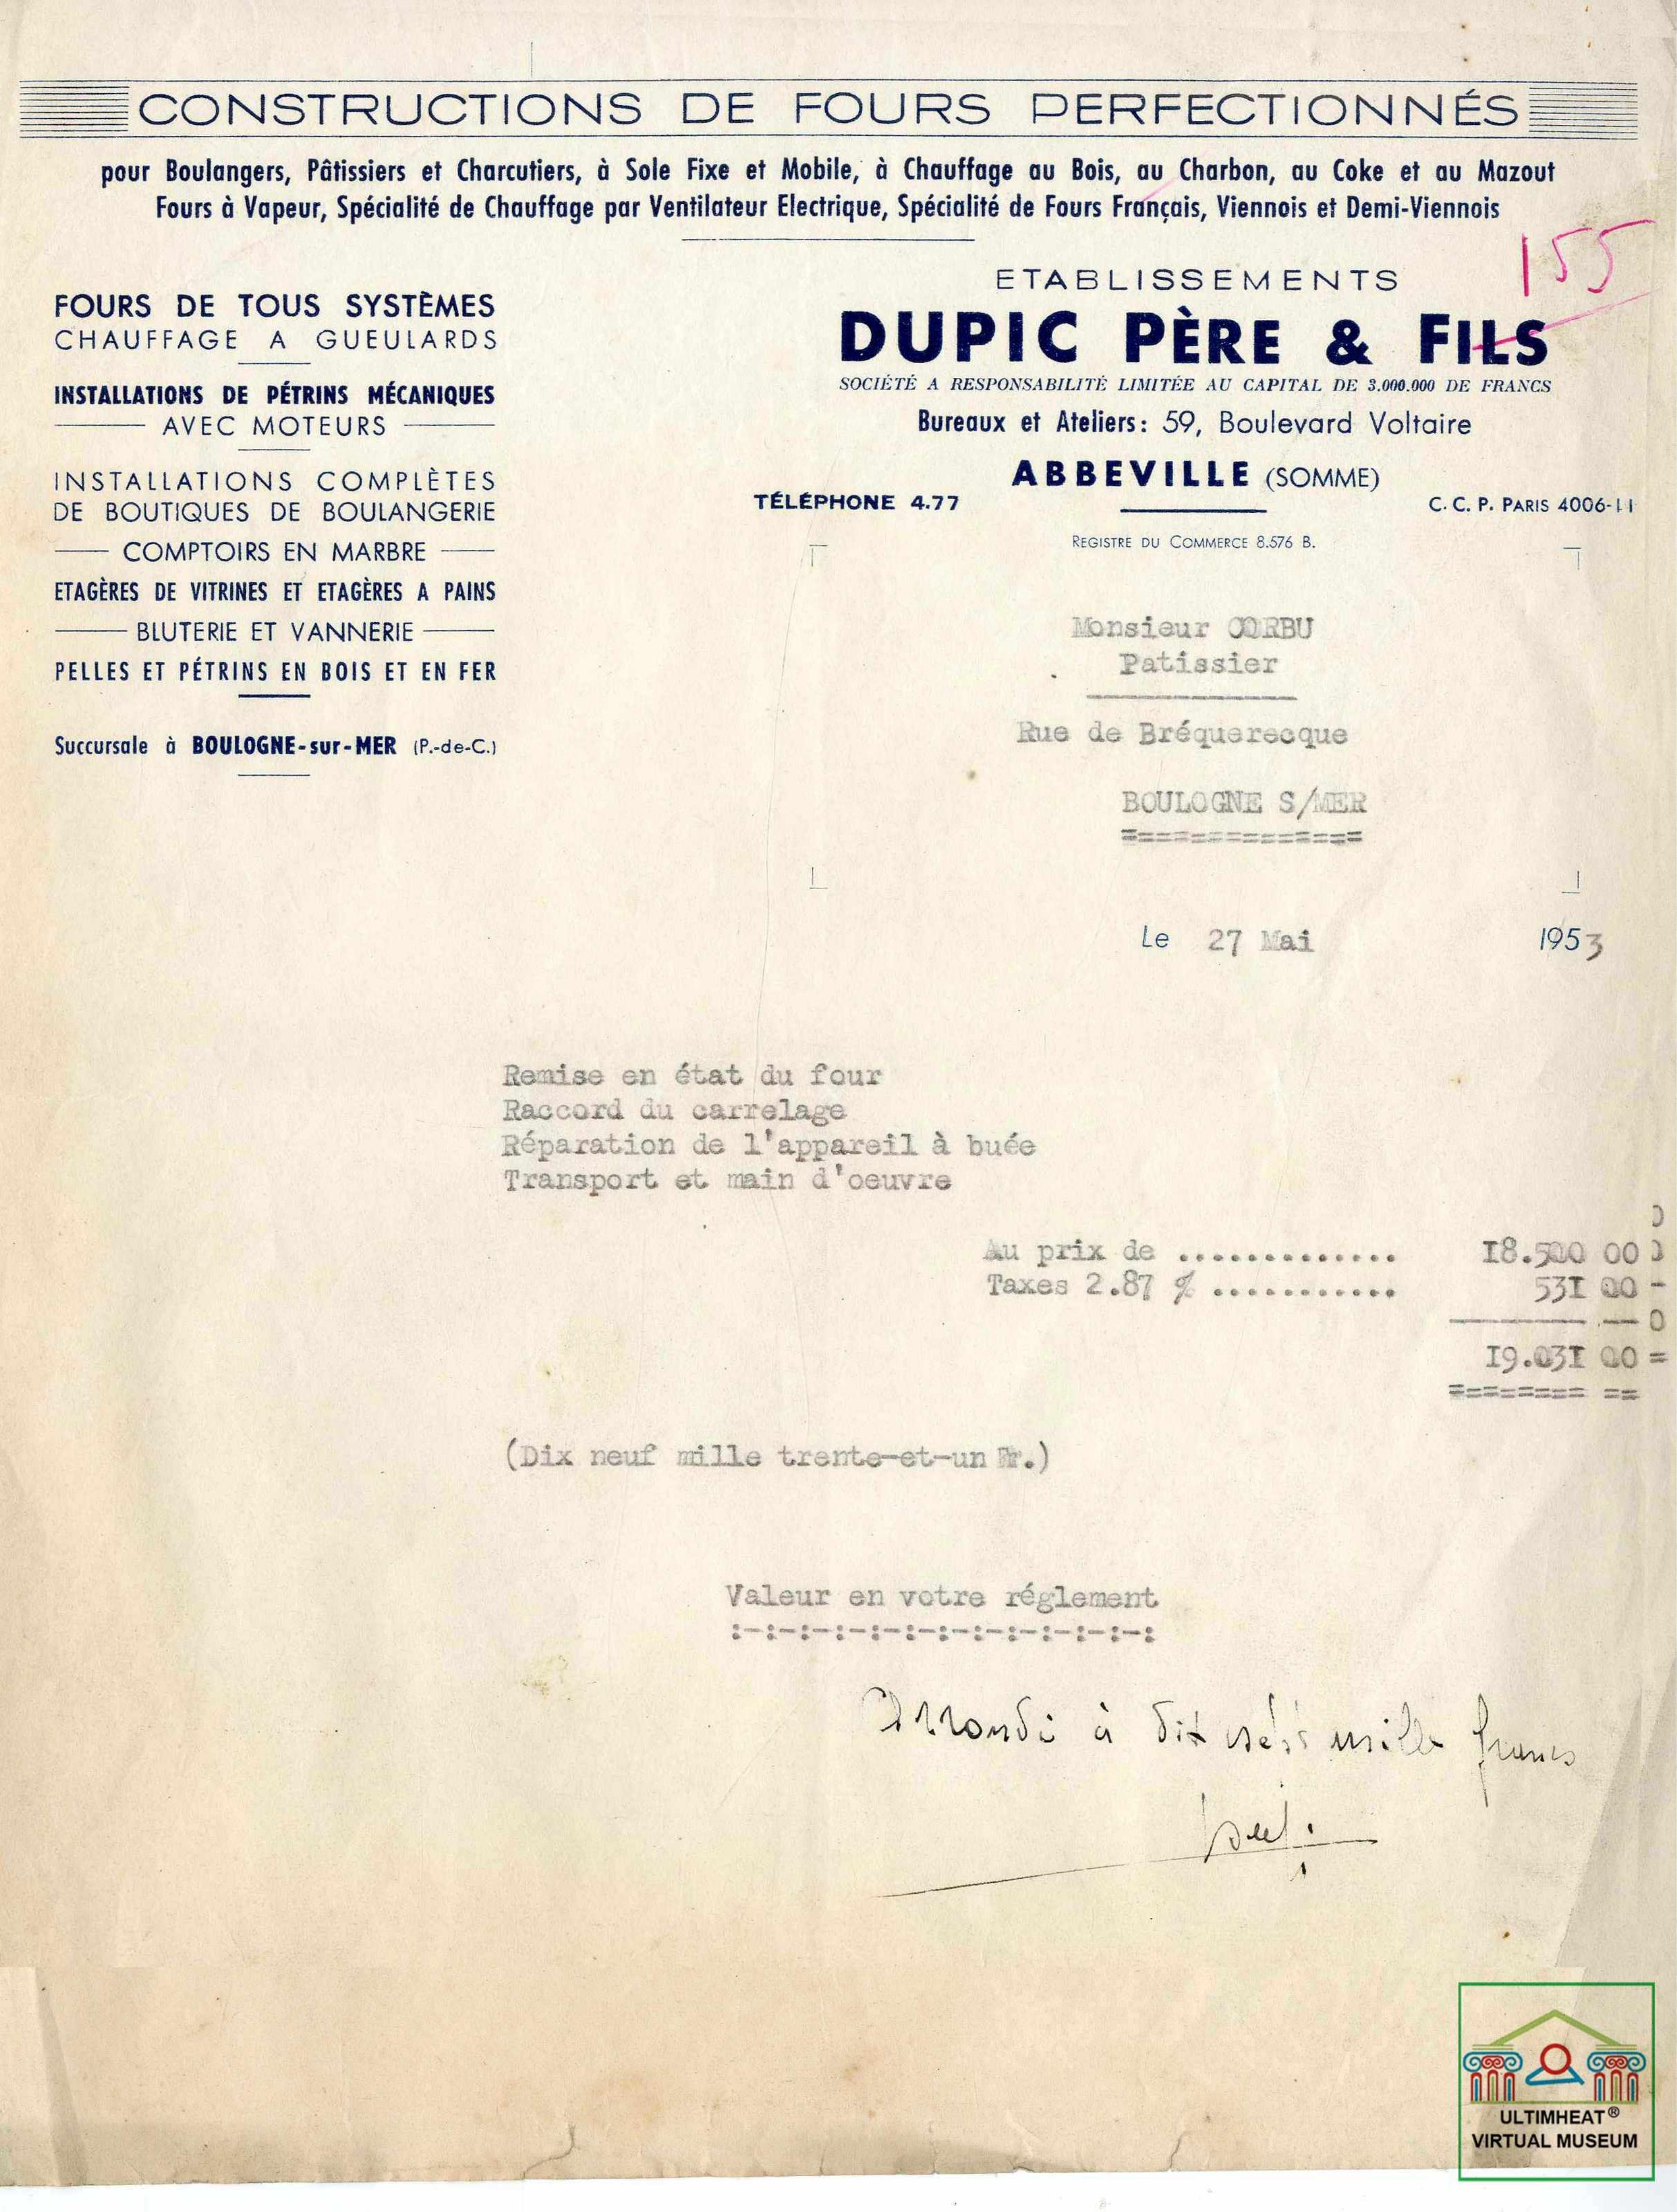 CONSTRUCTIONS DE FOURS PERFECTIONNÉS
pour Boulangers, Pâtissiers et Charcutiers, à Sole Fixe et Mobile, à Chauffage au Bois, au Charbon, au Coke et au Mazout
Fours à Vapeur, Spécialité de Chauffage par Ventilateur Electrique, Spécialité de Fours Français, Viennois et Demi-Viennois
155
FOURS DE TOUS SYSTÈMES
CHAUFFAGE A GUEULARDS
INSTALLATIONS DE PÉTRINS MÉCANIQUES
AVEC MOTEURS
INSTALLATIONS COMPLÈTES
DE BOUTIQUES DE BOULANGERIE
COMPTOIRS EN MARBRE
ETAGÈRES DE VITRINES ET ETAGÈRES A PAINS
BLUTERIE ET VANNERIE
PELLES ET PÉTRINS EN BOIS ET EN FER
Succursale à BOULOGNE-sur-MER (P.-de-C.)
ETABLISSEMENTS
DUPIC PÈRE & FILS
SOCIÉTÉ A RESPONSABILITÉ LIMITÉE AU CAPITAL DE 3.000.000 DE FRANCS
Bureaux et Ateliers: 59, Boulevard Voltaire
ABBEVILLE (SOMME)
TÉLÉPHONE 4.77
C. C. P. PARIS 4006-11
REGISTRE DU COMMERCE 8.576 B.
Monsieur CORBU
Patissier
Rue de Bréquerecque
BOULOGNE S/MER
==============
Le 27 Mai 1953
Remise en état du four
Raccord du carrelage
Réparation de l'appareil à buée
Transport et main d'oeuvre
Au prix de ............. 18.500 00
Taxes 2.87 % ........... 531 00
19.031 00
======== ==
(Dix neuf mille trente-et-un Fr.)
Valeur en votre réglement
:-:-:-:-:-:-:-:-:-:-:-:-:
à dix mille francs
ULTIMHEAT®
VIRTUAL MUSEUM